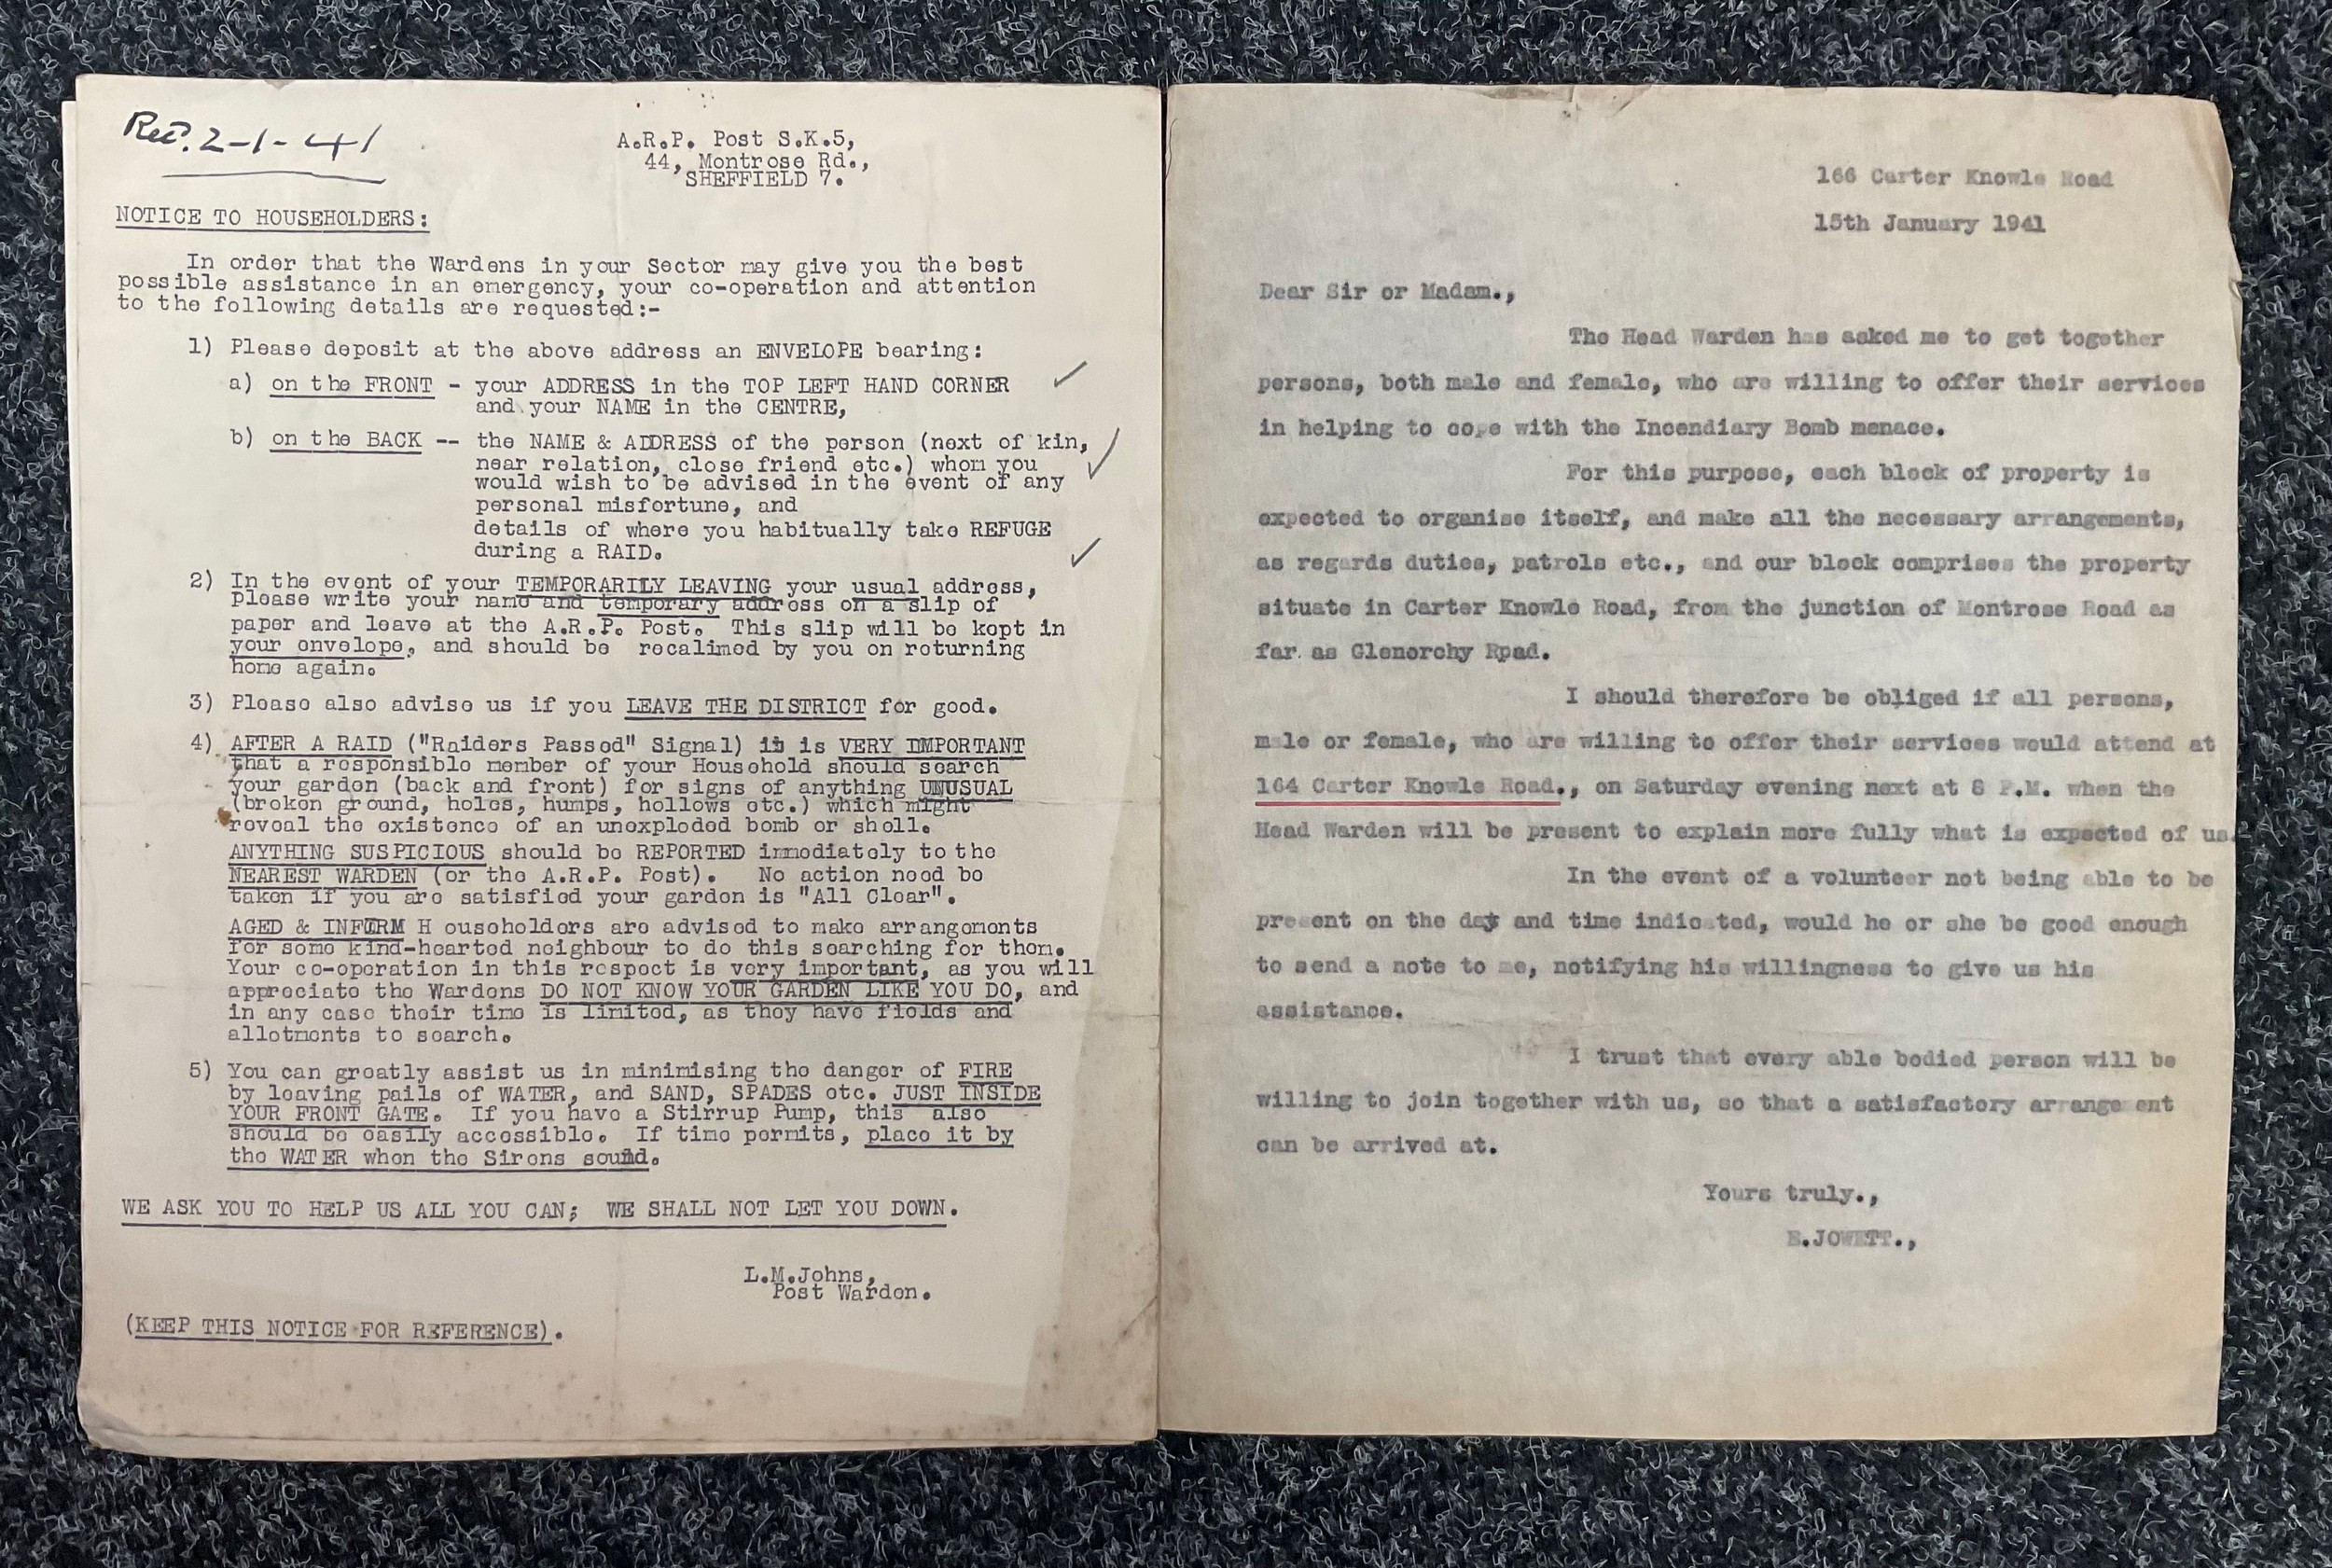 Rec'd. 2-1-41
A.R.P. Post S.K.5,
44, Montrose Rd.,
SHEFFIELD 7.
NOTICE TO HOUSEHOLDERS:
In order that the Wardens in your Sector may give you the best
possible assistance in an emergency, your co-operation and attention
to the following details are requested:-
1) Please deposit at the above address an ENVELOPE bearing:
a) on the FRONT - your ADDRESS in the TOP LEFT HAND CORNER
and your NAME in the CENTRE,
b) on the BACK -- the NAME & ADDRESS of the person (next of kin,
near relation, close friend etc.) whom you
would wish to be advised in the event of any
personal misfortune, and
details of where you habitually take REFUGE
during a RAID.
2) In the event of your TEMPORARILY LEAVING your usual address,
please write your name and temporary address on a slip of
paper and leave at the A.R.P. Post. This slip will be kept in
your envelope, and should be recalimed by you on returning
home again.
3) Please also advise us if you LEAVE THE DISTRICT for good.
4) AFTER A RAID ("Raiders Passed" Signal) it is VERY IMPORTANT
that a responsible member of your Household should search
your garden (back and front) for signs of anything UNUSUAL
(broken ground, holes, humps, hollows etc.) which might
reveal the existence of an unexploded bomb or shell.
ANYTHING SUSPICIOUS should be REPORTED immediately to the
NEAREST WARDEN (or the A.R.P. Post). No action need be
taken if you are satisfied your garden is "All Clear".
AGED & INFIRM H ouseholders are advised to make arrangements
for some kind-hearted neighbour to do this searching for them.
Your co-operation in this respect is very important, as you will
appreciate the Wardens DO NOT KNOW YOUR GARDEN LIKE YOU DO, and
in any case their time is limited, as they have fields and
allotments to search.
5) You can greatly assist us in minimising the danger of FIRE
by leaving pails of WATER, and SAND, SPADES etc. JUST INSIDE
YOUR FRONT GATE. If you have a Stirrup Pump, this also
should be easily accessible. If time permits, place it by
the WATER when the Sirens sound.
WE ASK YOU TO HELP US ALL YOU CAN; WE SHALL NOT LET YOU DOWN.
L.M.Johns,
Post Warden.
(KEEP THIS NOTICE FOR REFERENCE).
166 Carter Knowle Road
15th January 1941
Dear Sir or Madam.,
The Head Warden has asked me to get together
persons, both male and female, who are willing to offer their services
in helping to cope with the Incendiary Bomb menace.
For this purpose, each block of property is
expected to organise itself, and make all the necessary arrangements,
as regards duties, patrols etc., and our block comprises the property
situate in Carter Knowle Road, from the junction of Montrose Road as
far as Glenorchy Rpad.
I should therefore be obliged if all persons,
male or female, who are willing to offer their services would attend at
164 Carter Knowle Road., on Saturday evening next at 8 P.M. when the
Head Warden will be present to explain more fully what is expected of us.
In the event of a volunteer not being able to be
present on the day and time indicated, would he or she be good enough
to send a note to me, notifying his willingness to give us his
assistance.
I trust that every able bodied person will be
willing to join together with us, so that a satisfactory arrangement
can be arrived at.
Yours truly.,
E.JOWETT.,